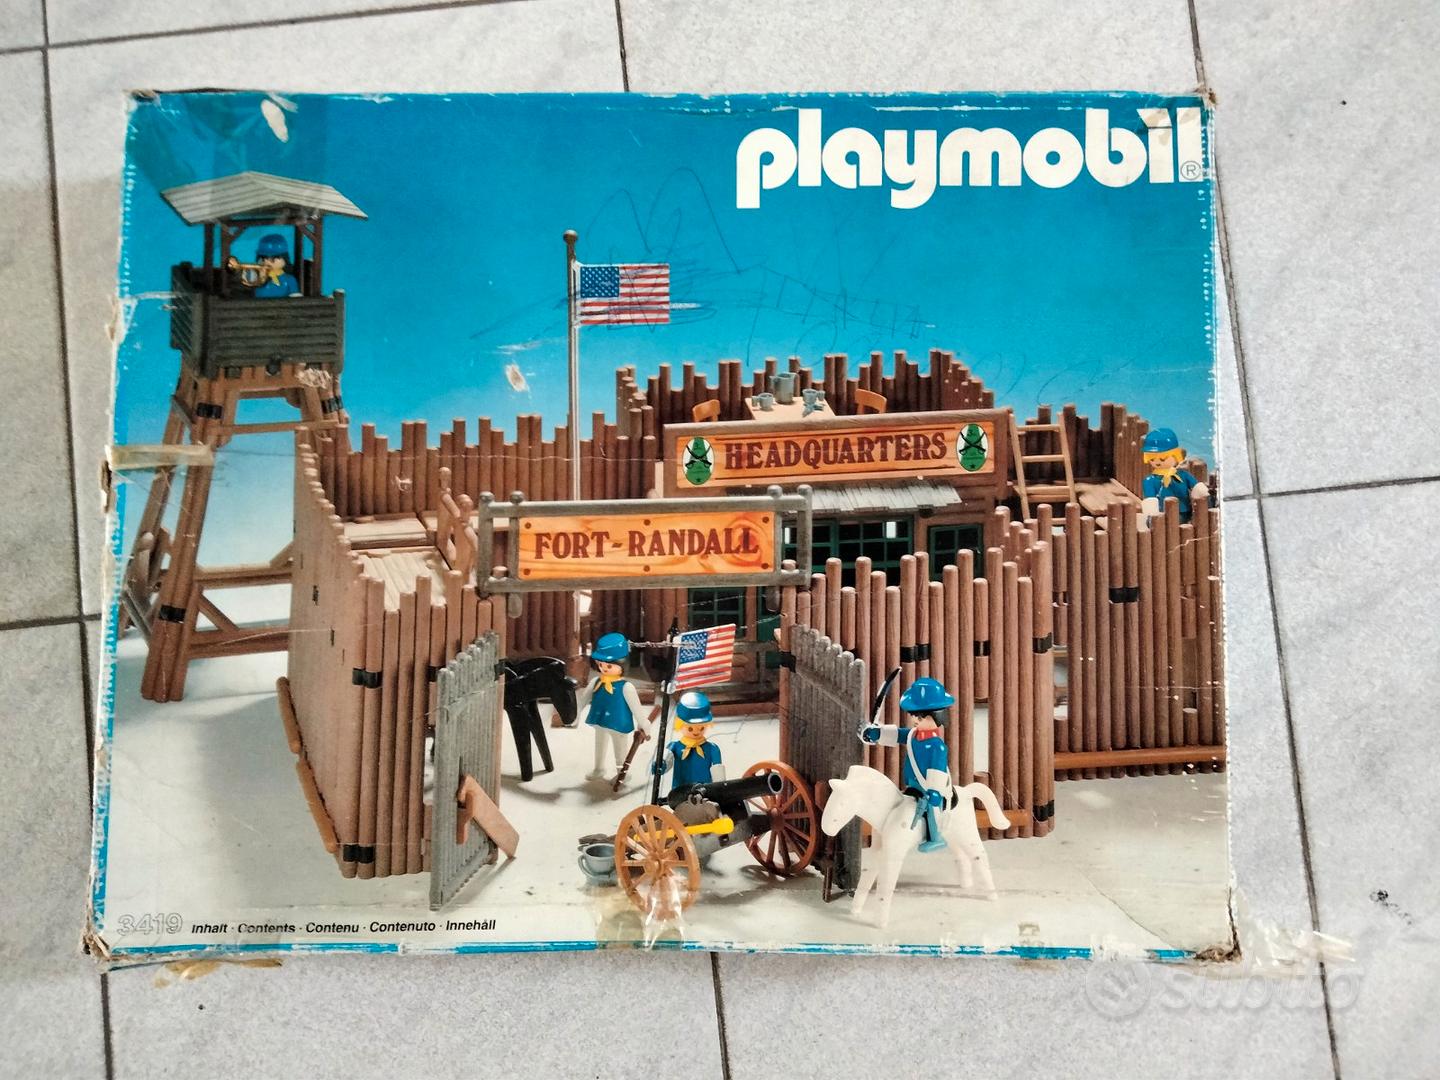 playmobil®
HEADQUARTERS
FORT-RANDALL
3419 Inhalt · Contents · Contenu · Contenuto · Innehåll
subito